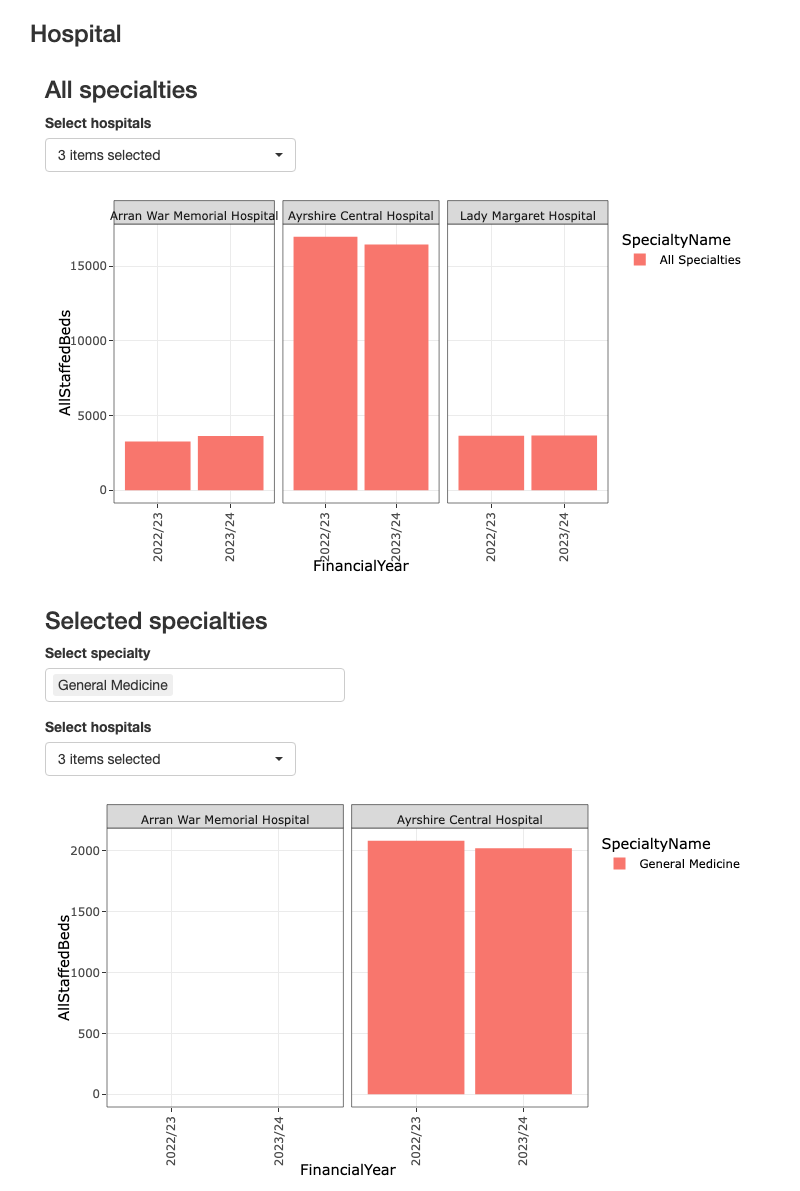 Hospital
All specialties
Select hospitals
3 items selected
Arran War Memorial Hospital
Ayrshire Central Hospital
Lady Margaret Hospital
SpecialtyName
All Specialties
AllStaffedBeds
15000
10000
5000
0
2022/23
2023/24
2022/23
2023/24
2022/23
2023/24
FinancialYear
Selected specialties
Select specialty
General Medicine
Select hospitals
3 items selected
Arran War Memorial Hospital
Ayrshire Central Hospital
SpecialtyName
General Medicine
AllStaffedBeds
2000
1500
1000
500
0
2022/23
2023/24
2022/23
2023/24
FinancialYear